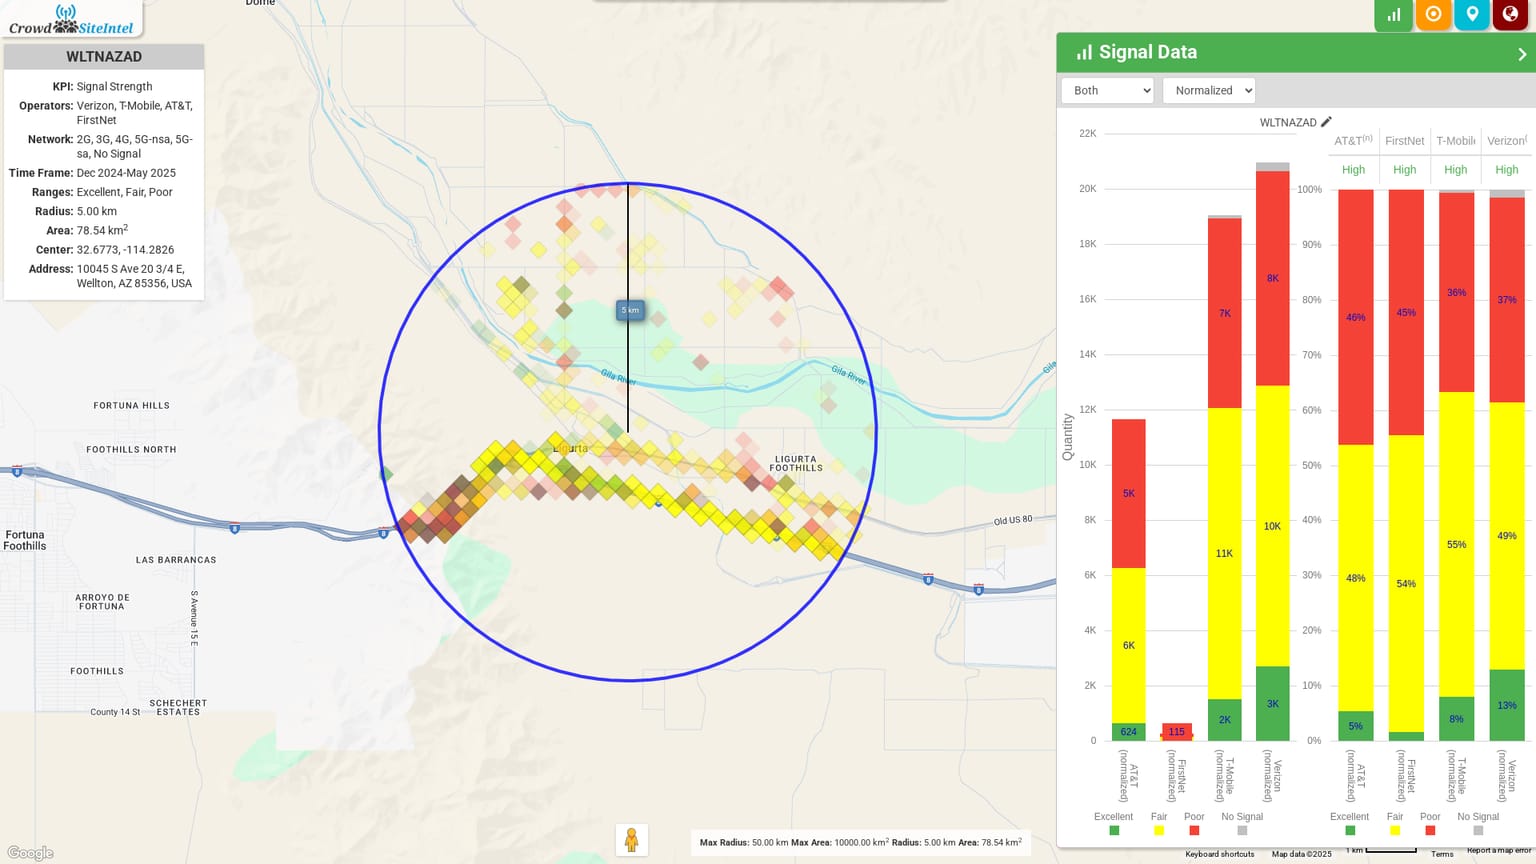 Dome
CrowdSiteIntel
WLTNAZAD
KPI: Signal Strength
Operators: Verizon, T-Mobile, AT&T,
FirstNet
Network: 2G, 3G, 4G, 5G-nsa, 5G-
sa, No Signal
Time Frame: Dec 2024-May 2025
Ranges: Excellent, Fair, Poor
Radius: 5.00 km
Area: 78.54 km²
Center: 32.6773, -114.2826
Address: 10045 S Ave 20 3/4 E,
Wellton, AZ 85356, USA
5 km
Gila River
Gila River
Gila
FORTUNA HILLS
FOOTHILLS NORTH
Ligurta
LIGURTA
FOOTHILLS
8
8
8
8
8
Old US 80
Fortuna
Foothills
LAS BARRANCAS
ARROYO DE
FORTUNA
S Avenue 15 E
FOOTHILLS
SCHECHERT
ESTATES
County 14 St
Google
Max Radius: 50.00 km Max Area: 10000.00 km² Radius: 5.00 km Area: 78.54 km²
Signal Data
Both
Normalized
WLTNAZAD
22K
20K
18K
16K
14K
12K
10K
8K
6K
4K
2K
0
Quantity
5K
6K
624
115
7K
11K
2K
8K
10K
3K
AT&T
(normalized)
FirstNet
(normalized)
T-Mobile
(normalized)
Verizon
(normalized)
Excellent Fair Poor No Signal
AT&T(n) FirstNet T-Mobile Verizon(
High High High High
100%
90%
80%
70%
60%
50%
40%
30%
20%
10%
0%
46%
48%
5%
45%
54%
36%
55%
8%
37%
49%
13%
AT&T
(normalized)
FirstNet
(normalized)
T-Mobile
(normalized)
Verizon
(normalized)
Excellent Fair Poor No Signal
Keyboard shortcuts Map data ©2025 1 km Terms Report a map error